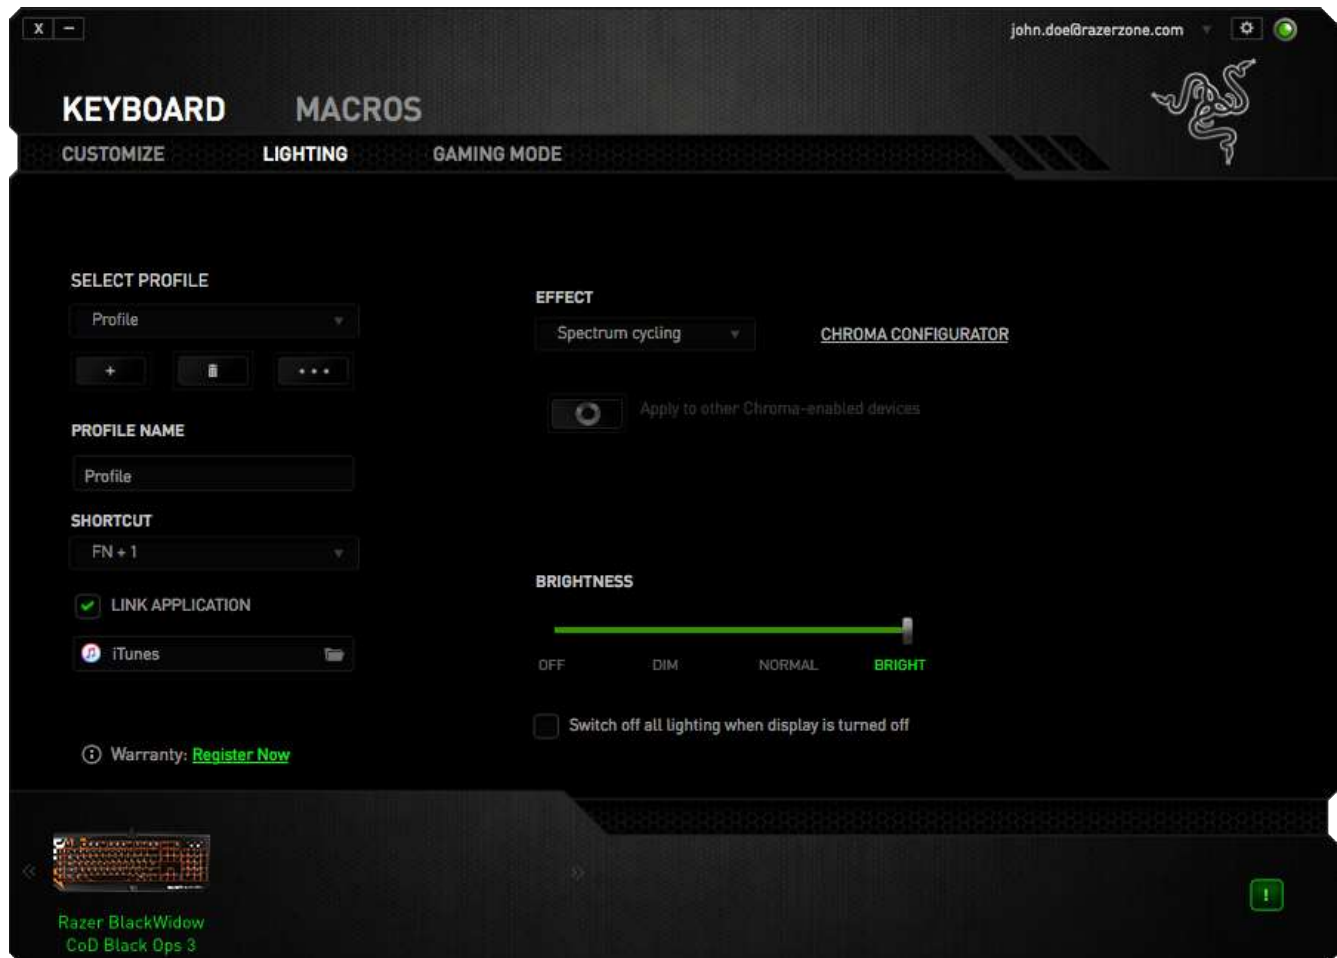 X –
john.doe@razerzone.com
KEYBOARD MACROS
CUSTOMIZE LIGHTING GAMING MODE
SELECT PROFILE
Profile
+ •••
PROFILE NAME
Profile
SHORTCUT
FN + 1
LINK APPLICATION
iTunes
Warranty: Register Now
EFFECT
Spectrum cycling CHROMA CONFIGURATOR
Apply to other Chroma-enabled devices
BRIGHTNESS
OFF DIM NORMAL BRIGHT
Switch off all lighting when display is turned off
Razer BlackWidow
CoD Black Ops 3
!